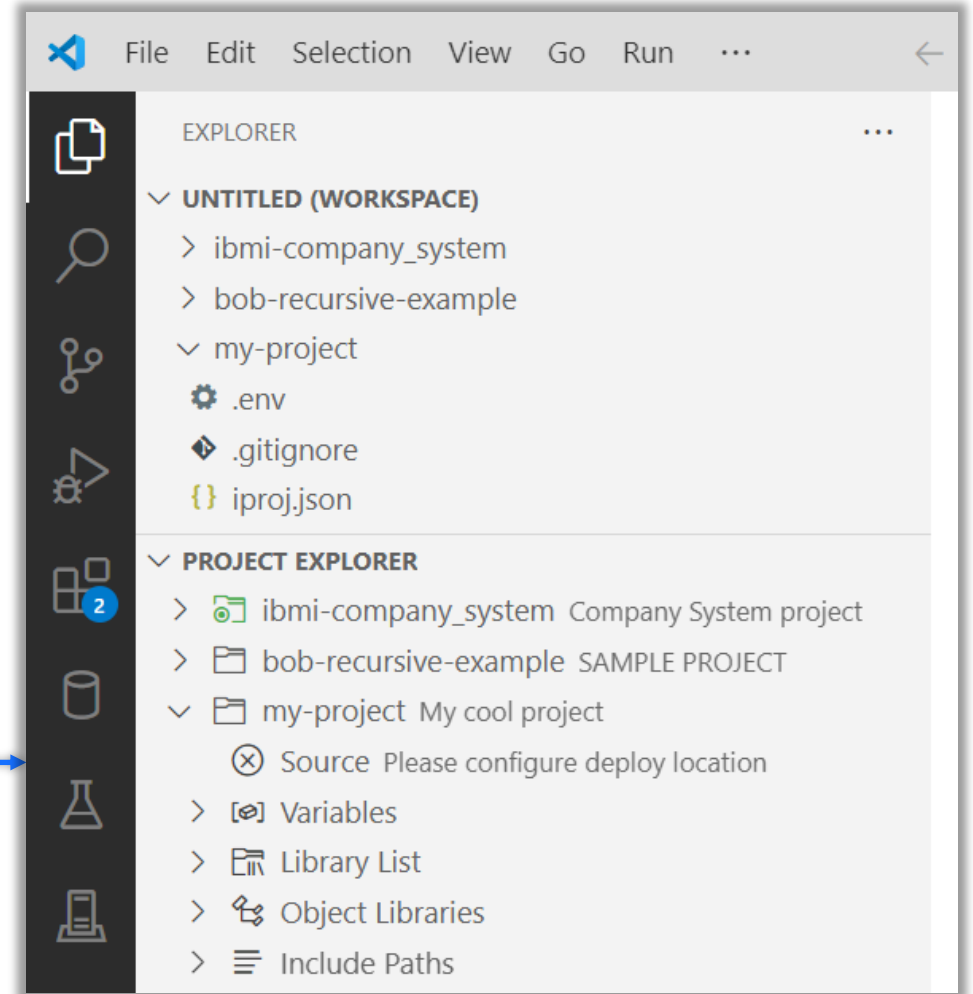 File Edit Selection View Go Run ...
EXPLORER ...
UNTITLED (WORKSPACE)
ibmi-company_system
bob-recursive-example
my-project
.env
.gitignore
{} iproj.json
PROJECT EXPLORER
2
ibmi-company_system Company System project
bob-recursive-example SAMPLE PROJECT
my-project My cool project
Source Please configure deploy location
Variables
Library List
Object Libraries
Include Paths